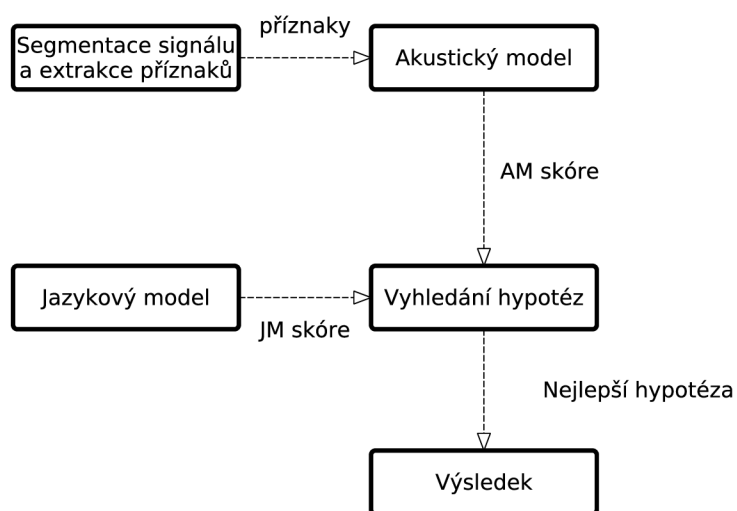 příznaky
Segmentace signálu
a extrakce příznaků
Akustický model
AM skóre
Jazykový model
Vyhledání hypotéz
JM skóre
Nejlepší hypotéza
Výsledek